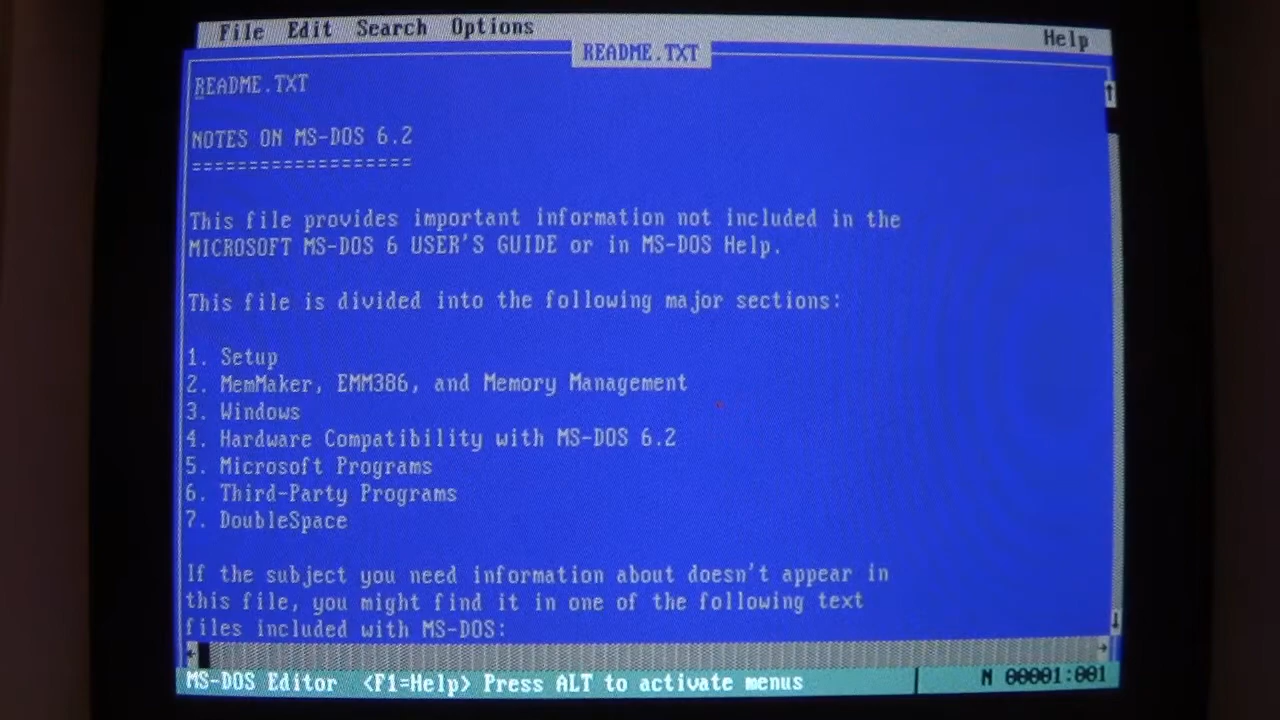 File Edit Search Options Help
README.TXT
README.TXT
NOTES ON MS-DOS 6.2
===================
This file provides important information not included in the
MICROSOFT MS-DOS 6 USER'S GUIDE or in MS-DOS Help.
This file is divided into the following major sections:
1. Setup
2. MemMaker, EMM386, and Memory Management
3. Windows
4. Hardware Compatibility with MS-DOS 6.2
5. Microsoft Programs
6. Third-Party Programs
7. DoubleSpace
If the subject you need information about doesn't appear in
this file, you might find it in one of the following text
files included with MS-DOS:
MS-DOS Editor <F1=Help> Press ALT to activate menus N 00001:001